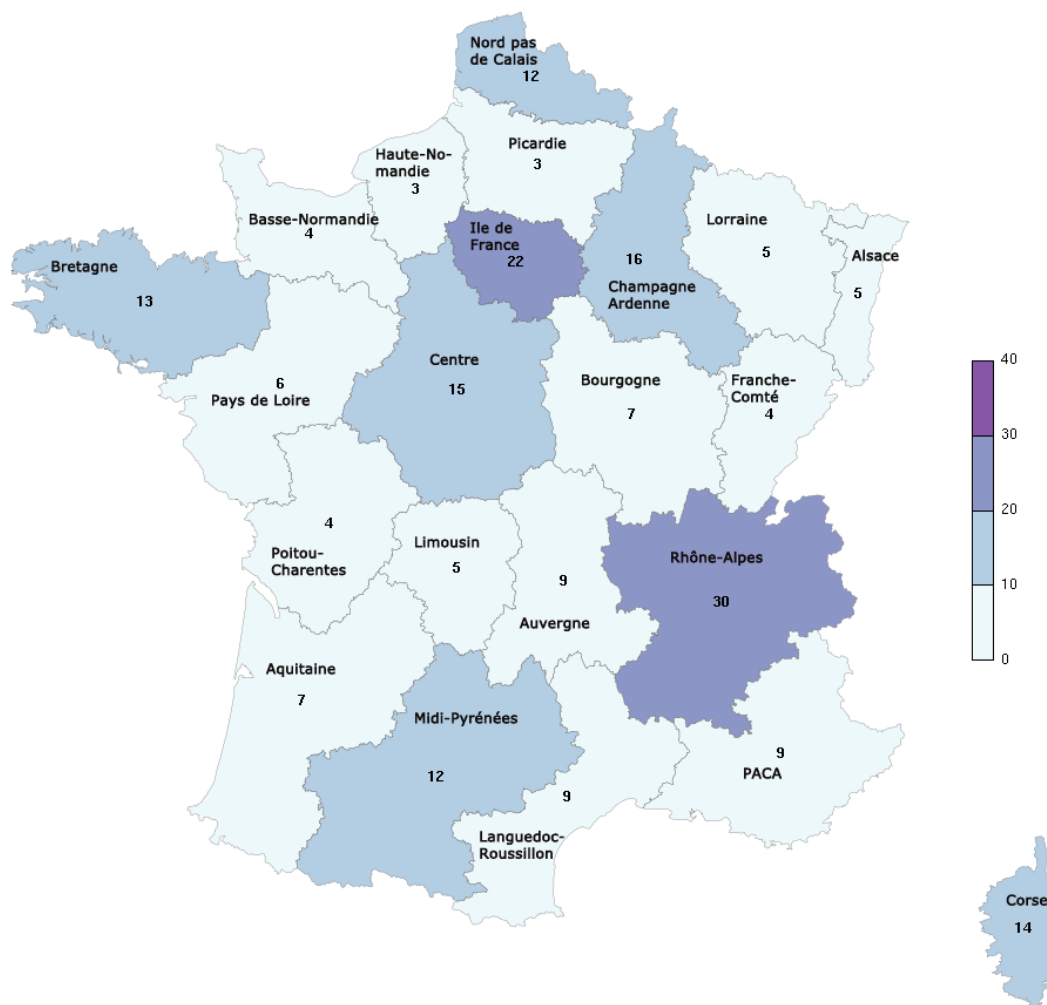 Nord pas
de Calais
12
Picardie
3
Haute-No-
mandie
3
Basse-Normandie
4
Ile de
France
22
Lorraine
5
Alsace
5
16
Champagne
Ardenne
Bretagne
13
Centre
15
6
Pays de Loire
Bourgogne
7
Franche-
Comté
4
40
30
20
10
0
4
Poitou-
Charentes
Limousin
5
9
Auvergne
Rhône-Alpes
30
Aquitaine
7
Midi-Pyrénées
12
9
PACA
9
Languedoc-
Roussillon
Corse
14